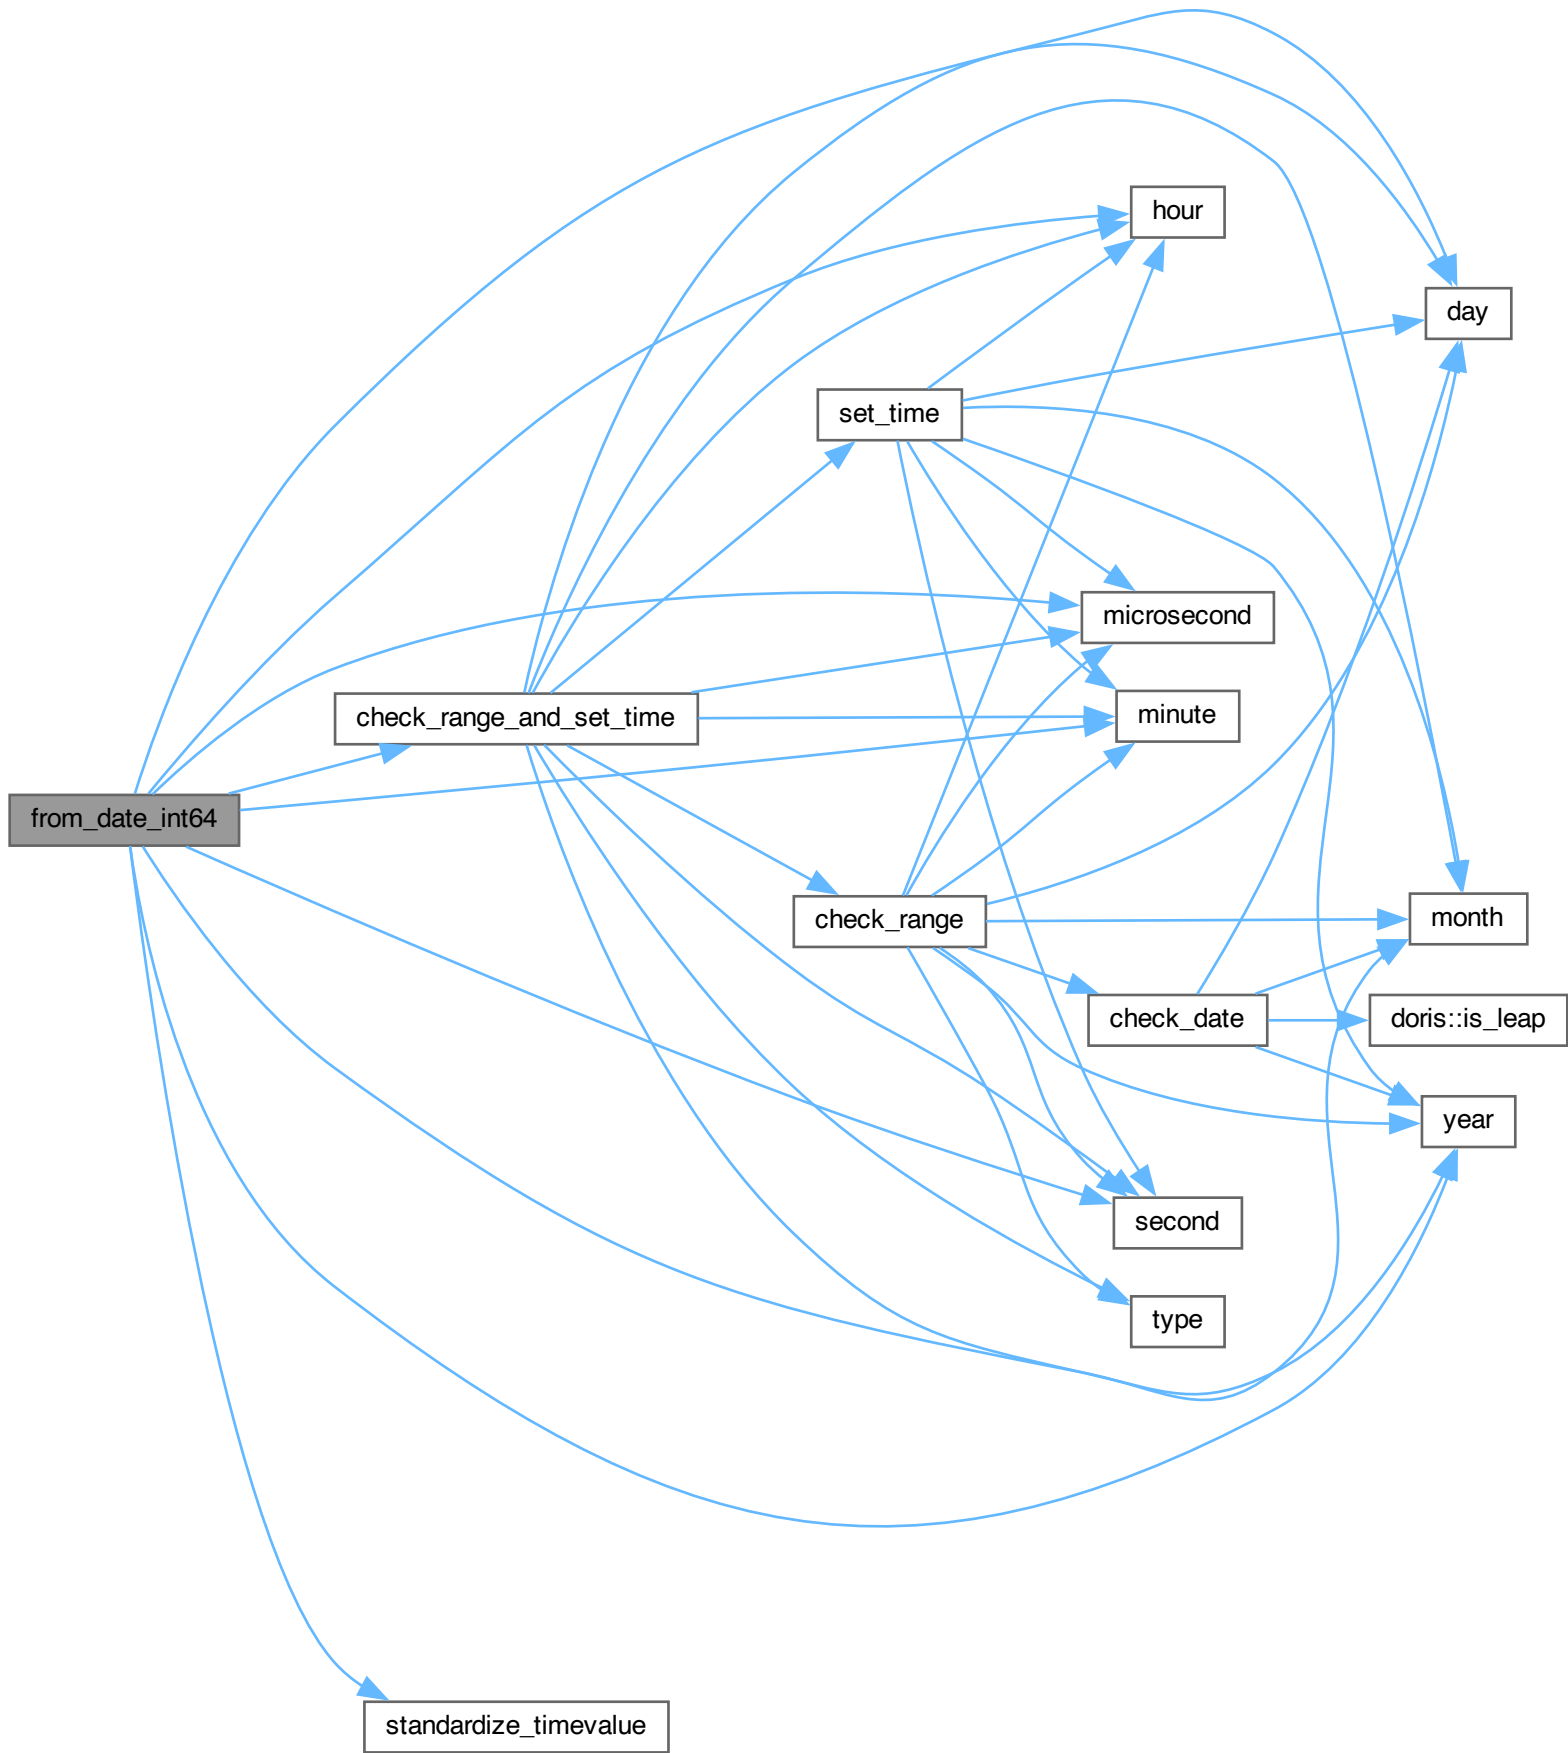 hour
day
set_time
microsecond
check_range_and_set_time
minute
from_date_int64
check_range
month
check_date
doris::is_leap
year
second
type
standardize_timevalue